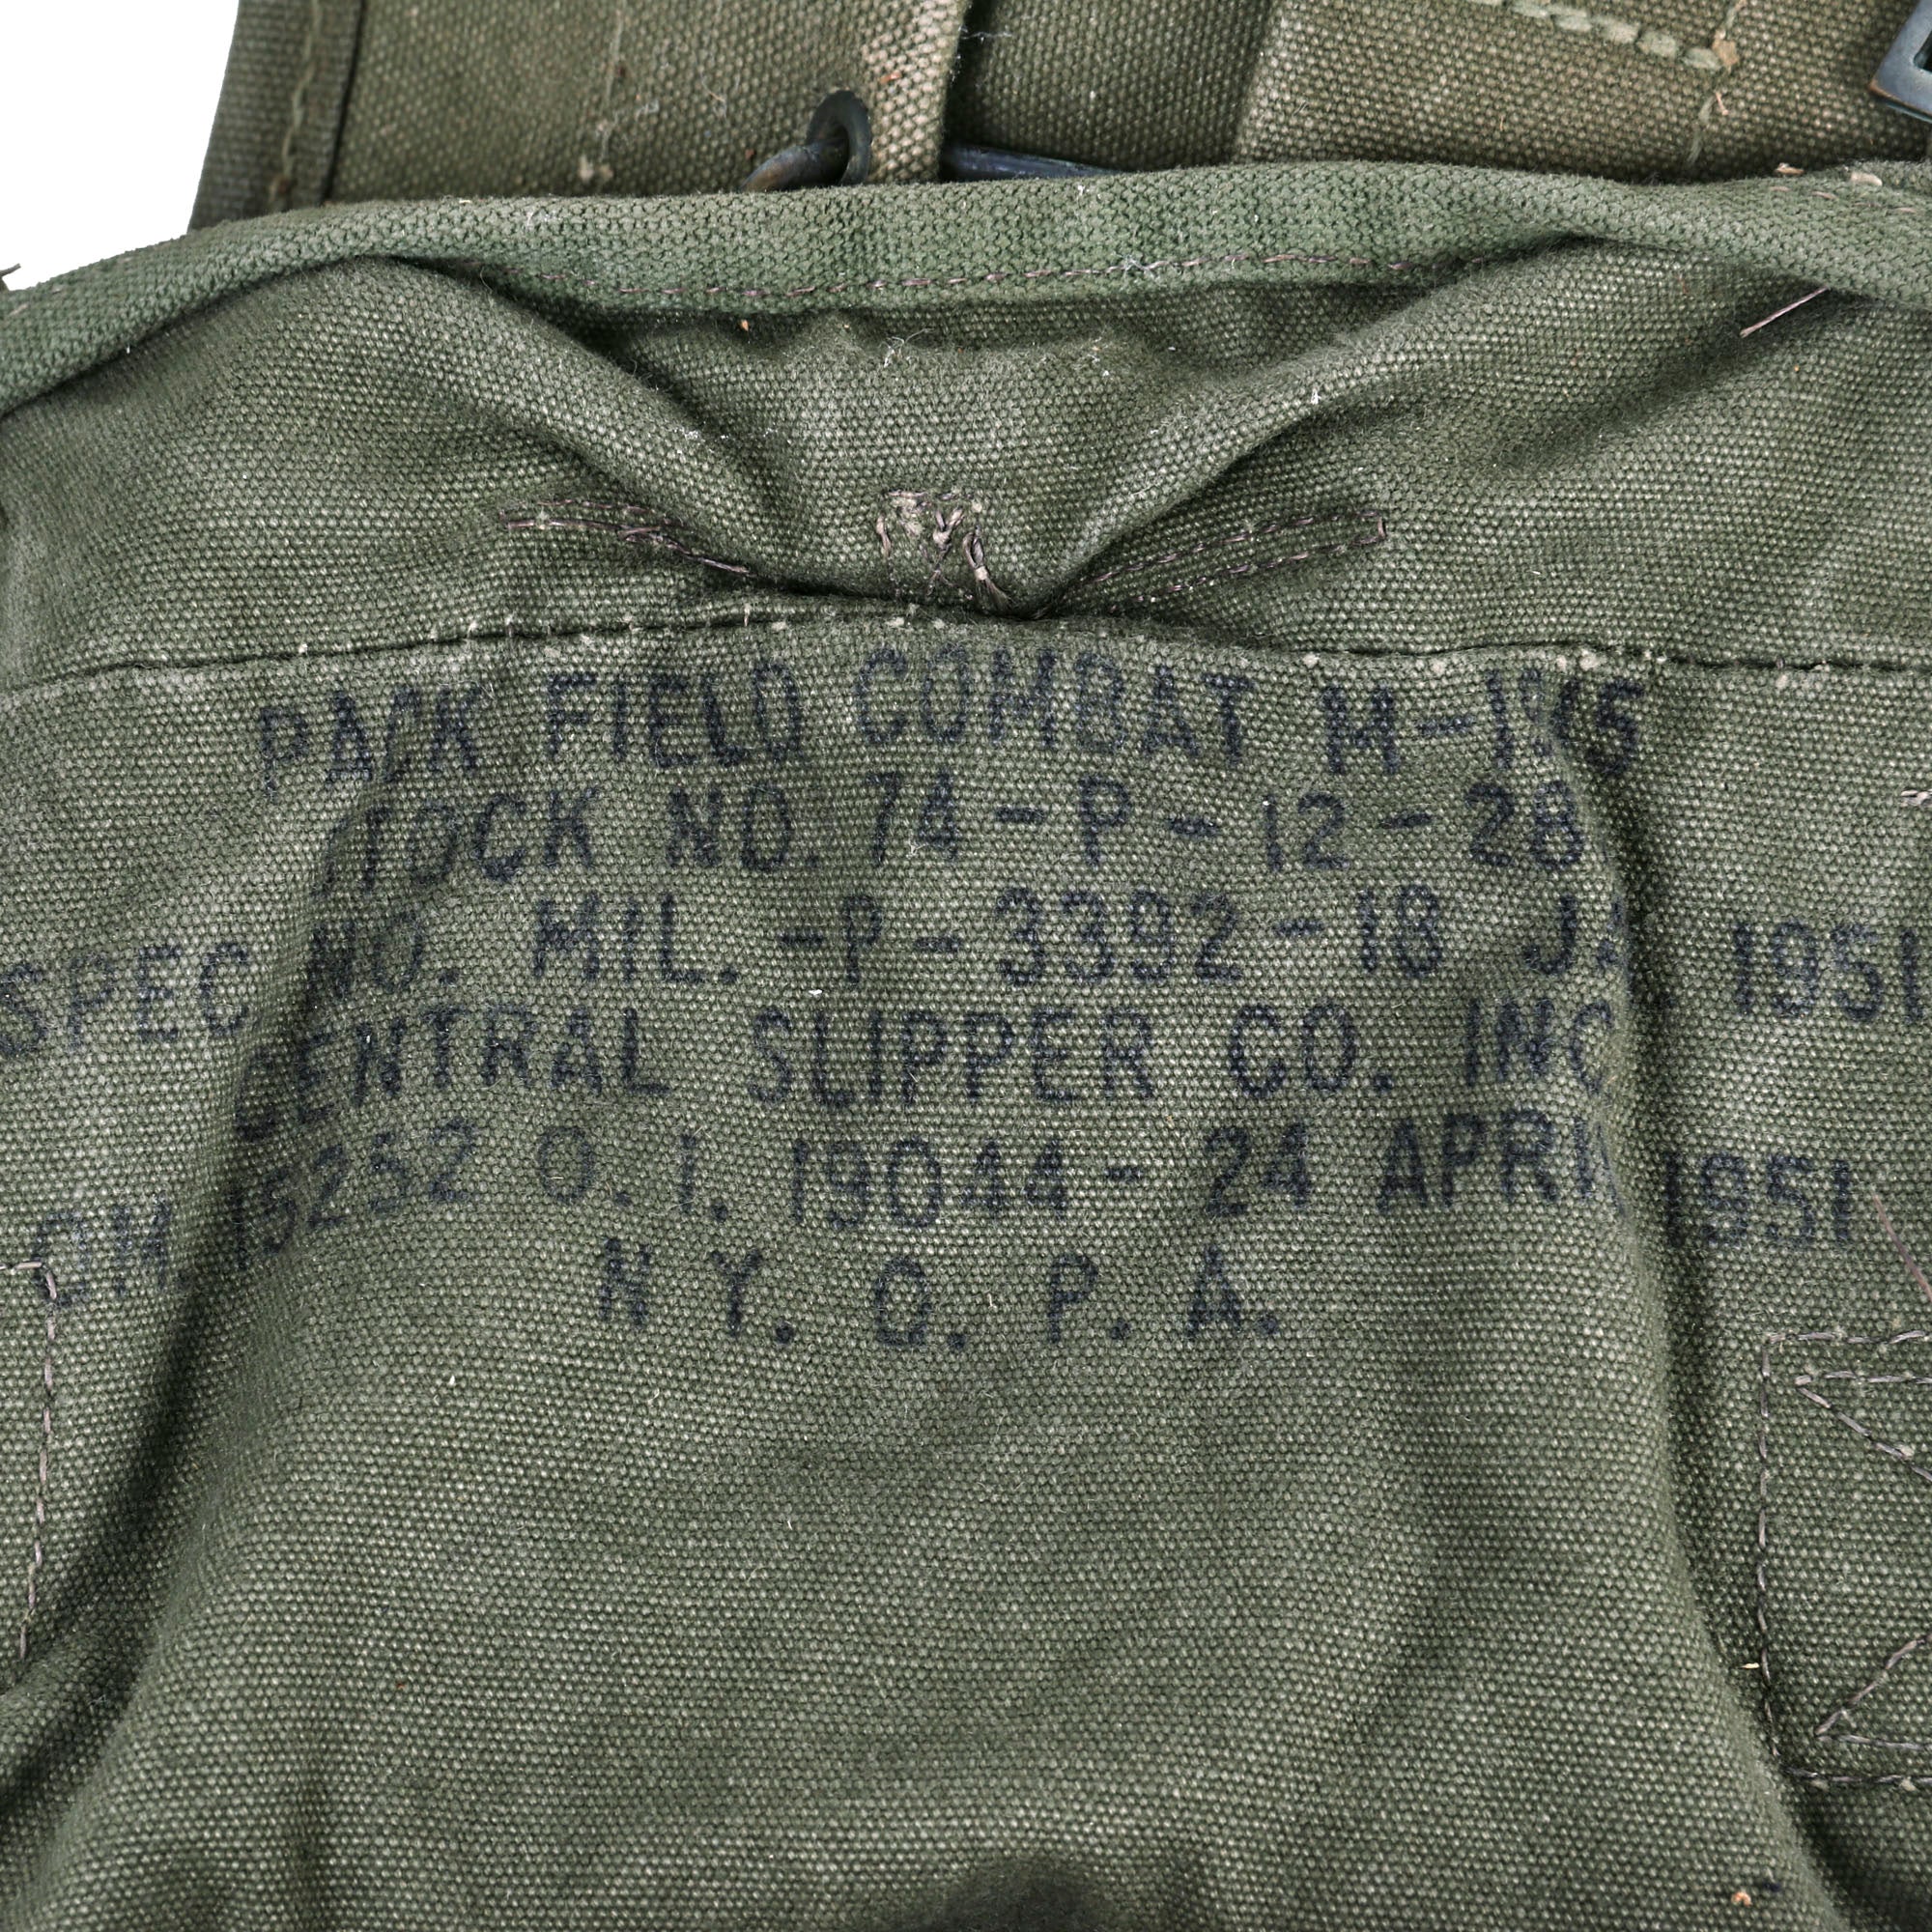 PACK FIELD COMBAT M-1945
STOCK NO. 74-P-12-28
SPEC NO. MIL.-P-3392-18 1951
CENTRAL SLIPPER CO. INC.
QM 15252 O.I. 19044-24 APRIL 1951
N.Y.Q.P.A.